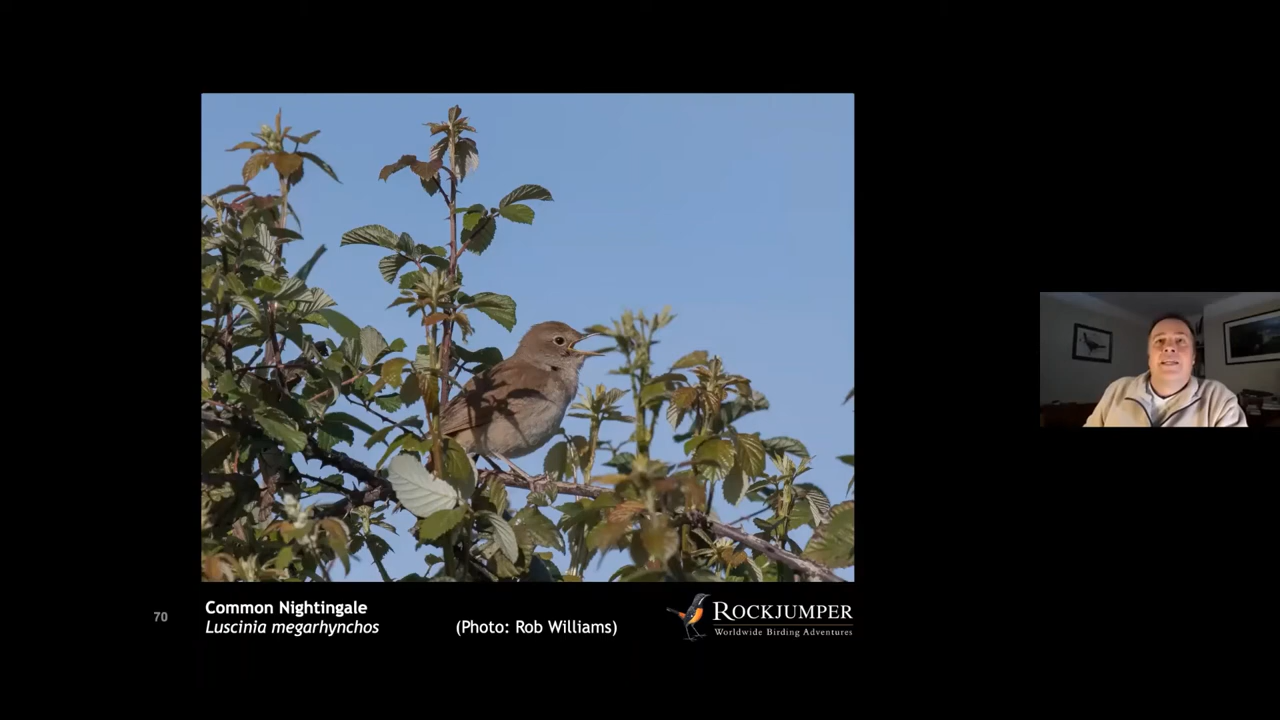 70
Common Nightingale
Luscinia megarhynchos
(Photo: Rob Williams)
ROCKJUMPER
Worldwide Birding Adventures